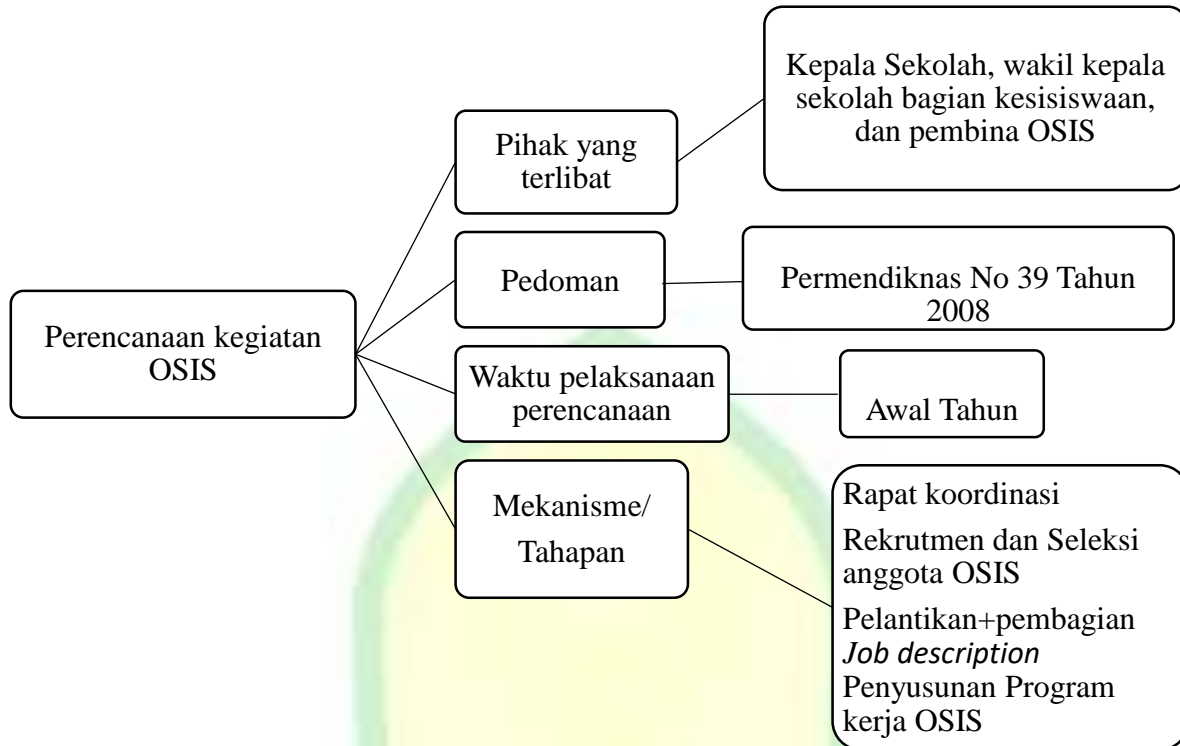 Perencanaan kegiatan
OSIS
Pihak yang
terlibat
Kepala Sekolah, wakil kepala
sekolah bagian kesisiswaan,
dan pembina OSIS
Pedoman
Permendiknas No 39 Tahun
2008
Waktu pelaksanaan
perencanaan
Awal Tahun
Mekanisme/
Tahapan
Rapat koordinasi
Rekrutmen dan Seleksi
anggota OSIS
Pelantikan+pembagian
Job description
Penyusunan Program
kerja OSIS